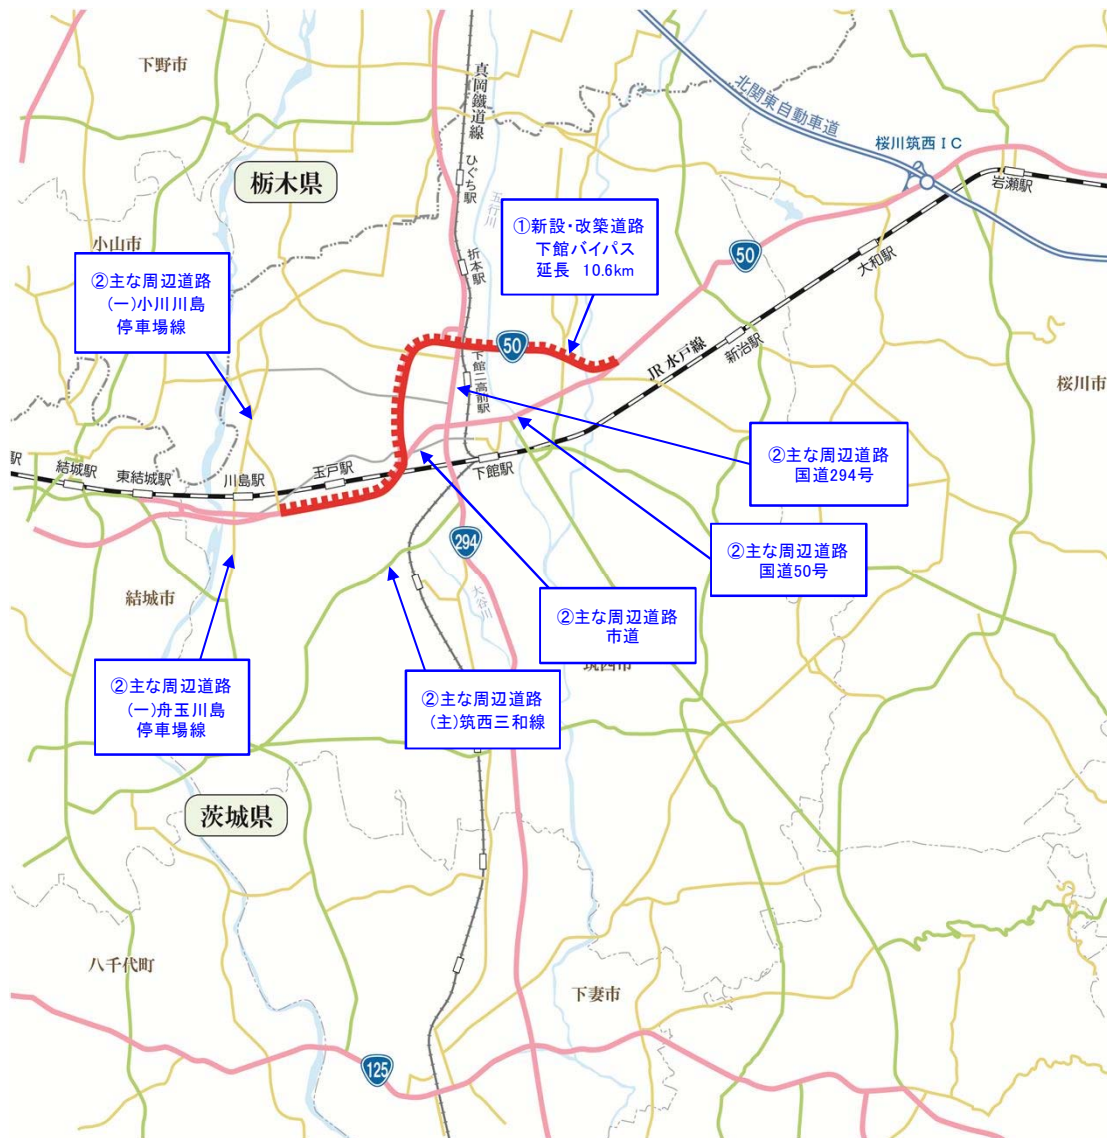 下野市
真岡鐵道線
北関東自動車道
桜川筑西IC
岩瀬駅
栃木県
ひぐち駅
五行川
小山市
①新設・改築道路
下館バイパス
延長 10.6km
50
大和駅
②主な周辺道路
(一)小川川島
停車場線
折本駅
50
下館二高前駅
JR 水戸線
新治駅
桜川市
②主な周辺道路
国道294号
駅
結城駅
東結城駅
川島駅
玉戸駅
下館駅
294
②主な周辺道路
国道50号
結城市
大谷川
②主な周辺道路
市道
筑西市
②主な周辺道路
(一)舟玉川島
停車場線
②主な周辺道路
(主)筑西三和線
茨城県
八千代町
下妻市
125